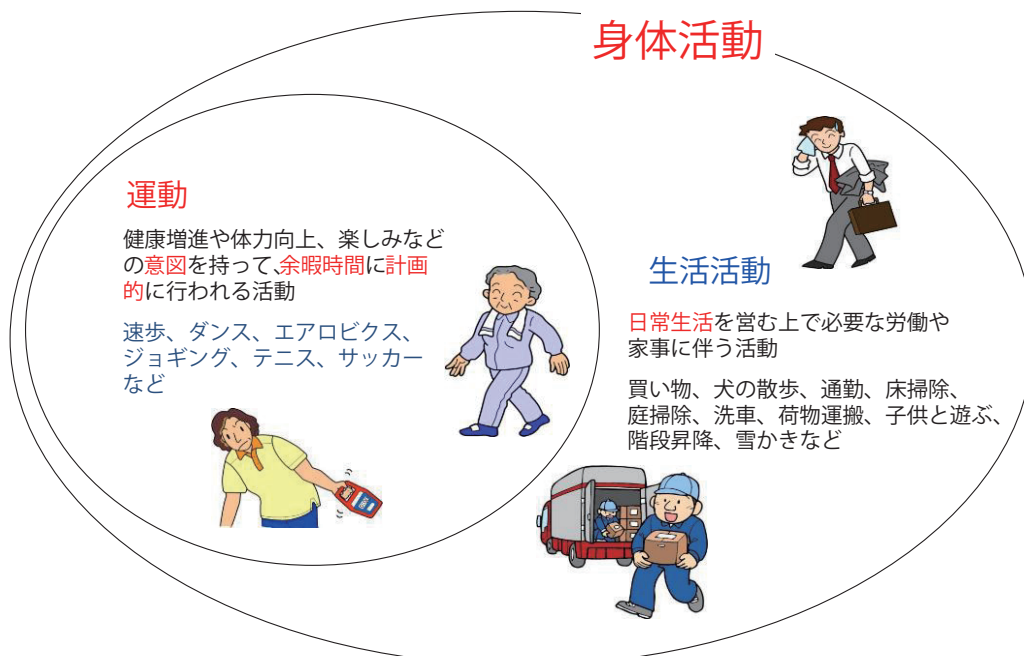 身体活動
運動
健康増進や体力向上、楽しみなど
の意図を持って、余暇時間に計画
的に行われる活動
速歩、ダンス、エアロビクス、
ジョギング、テニス、サッカー
など
生活活動
日常生活を営む上で必要な労働や
家事に伴う活動
買い物、犬の散歩、通勤、床掃除、
庭掃除、洗車、荷物運搬、子供と遊ぶ、
階段昇降、雪かきなど